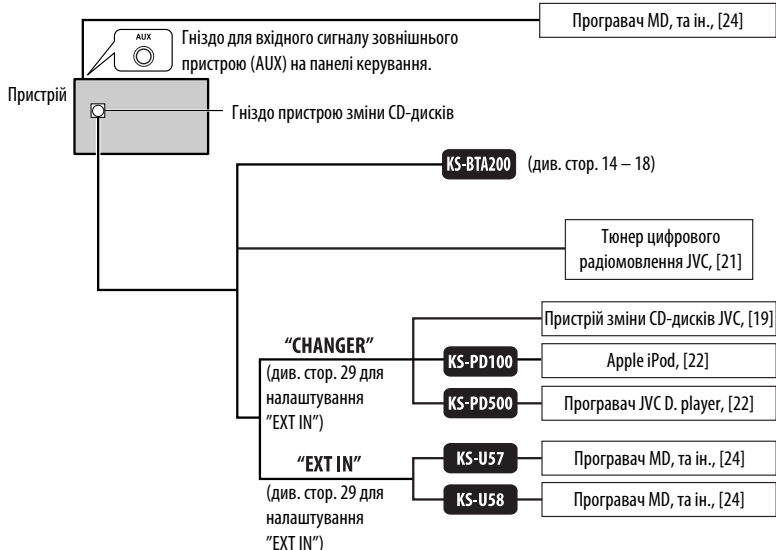 Програвач MD, та ін., [24]
AUX
Гніздо для вхідного сигналу зовнішнього
пристрою (AUX) на панелі керування.
Пристрій
Гніздо пристрою зміни CD-дисків
KS-BTA200 (див. стор. 14 – 18)
Тюнер цифрового
радіомовлення JVC, [21]
Пристрій зміни CD-дисків JVC, [19]
“CHANGER”
(див. стор. 29 для
налаштування
“EXT IN”)
KS-PD100
Apple iPod, [22]
KS-PD500
Програвач JVC D. player, [22]
“EXT IN”
(див. стор. 29 для
налаштування
“EXT IN”)
KS-U57
Програвач MD, та ін., [24]
KS-U58
Програвач MD, та ін., [24]